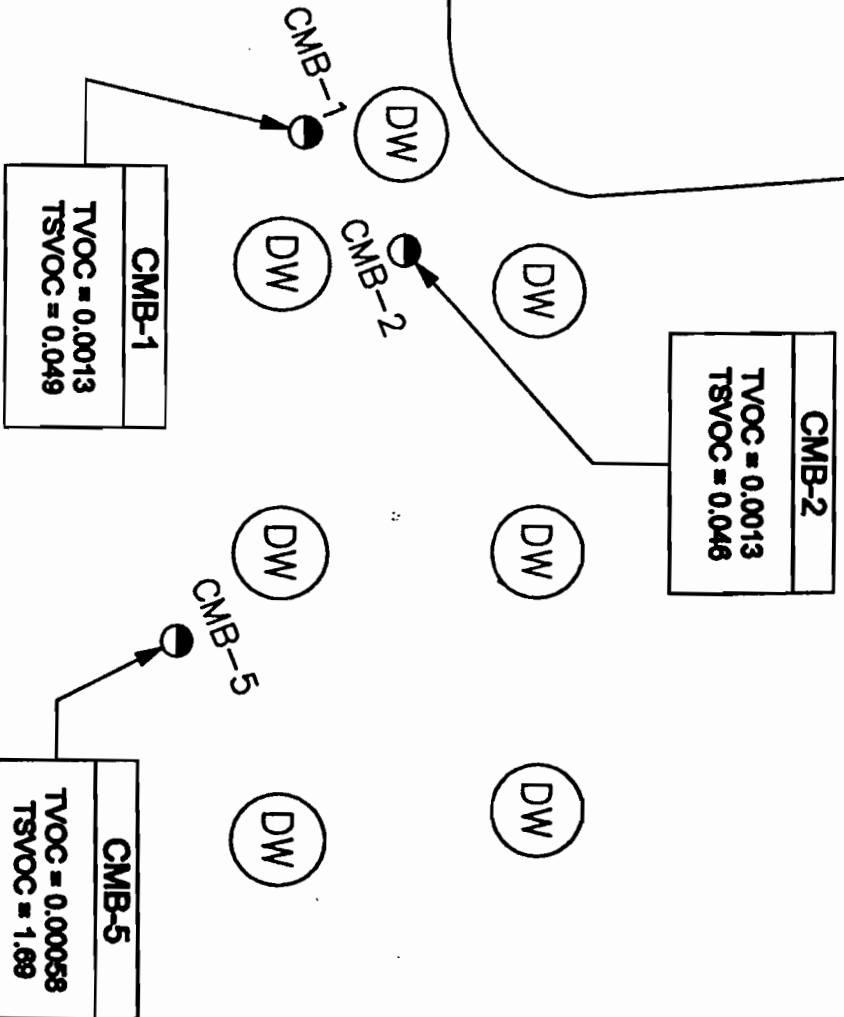 CMB-2
TVOC = 0.0013
TSVOC = 0.046
DW
DW
DW
DW
CMB-2
CMB-1
DW
DW
DW
CMB-5
CMB-1
TVOC = 0.0013
TSVOC = 0.049
CMB-5
TVOC = 0.00058
TSVOC = 1.69